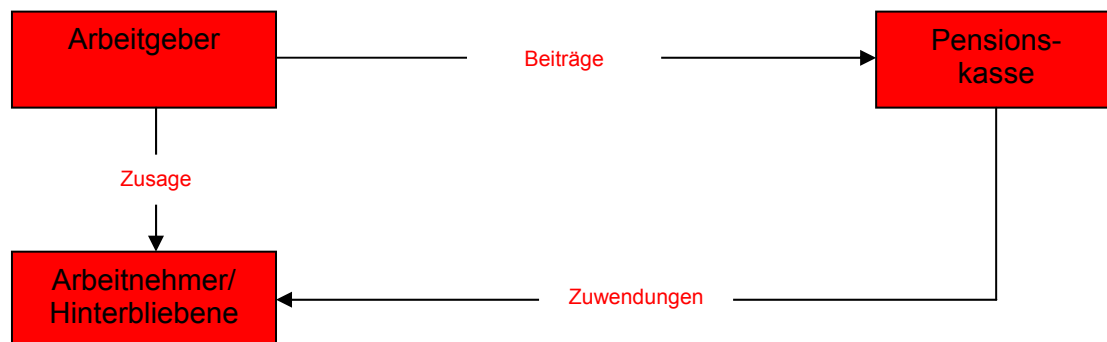 Arbeitgeber
Beiträge
Pensions-
kasse
Zusage
Arbeitnehmer/
Hinterbliebene
Zuwendungen